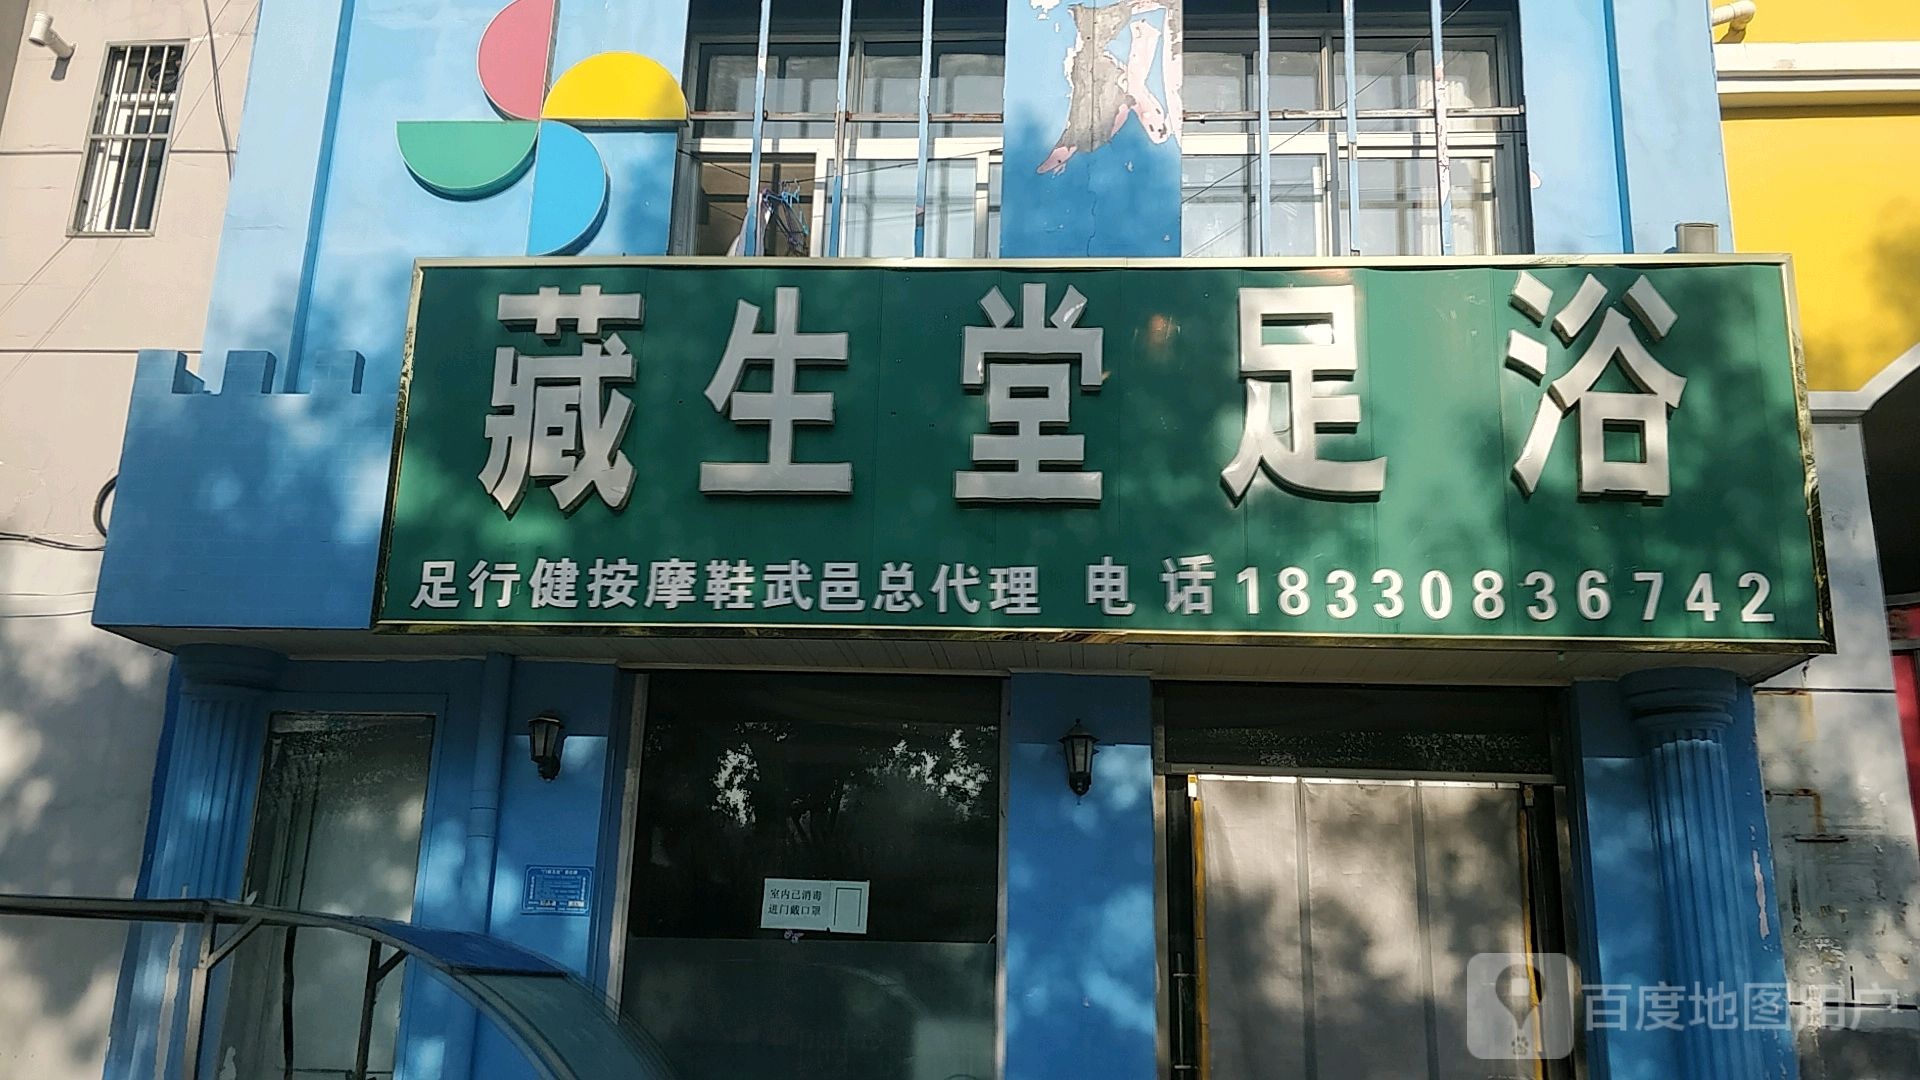 藏生堂足浴
足行健按摩鞋武邑总代理 电话18330836742
室内已消毒
进门戴口罩
百度地图用户